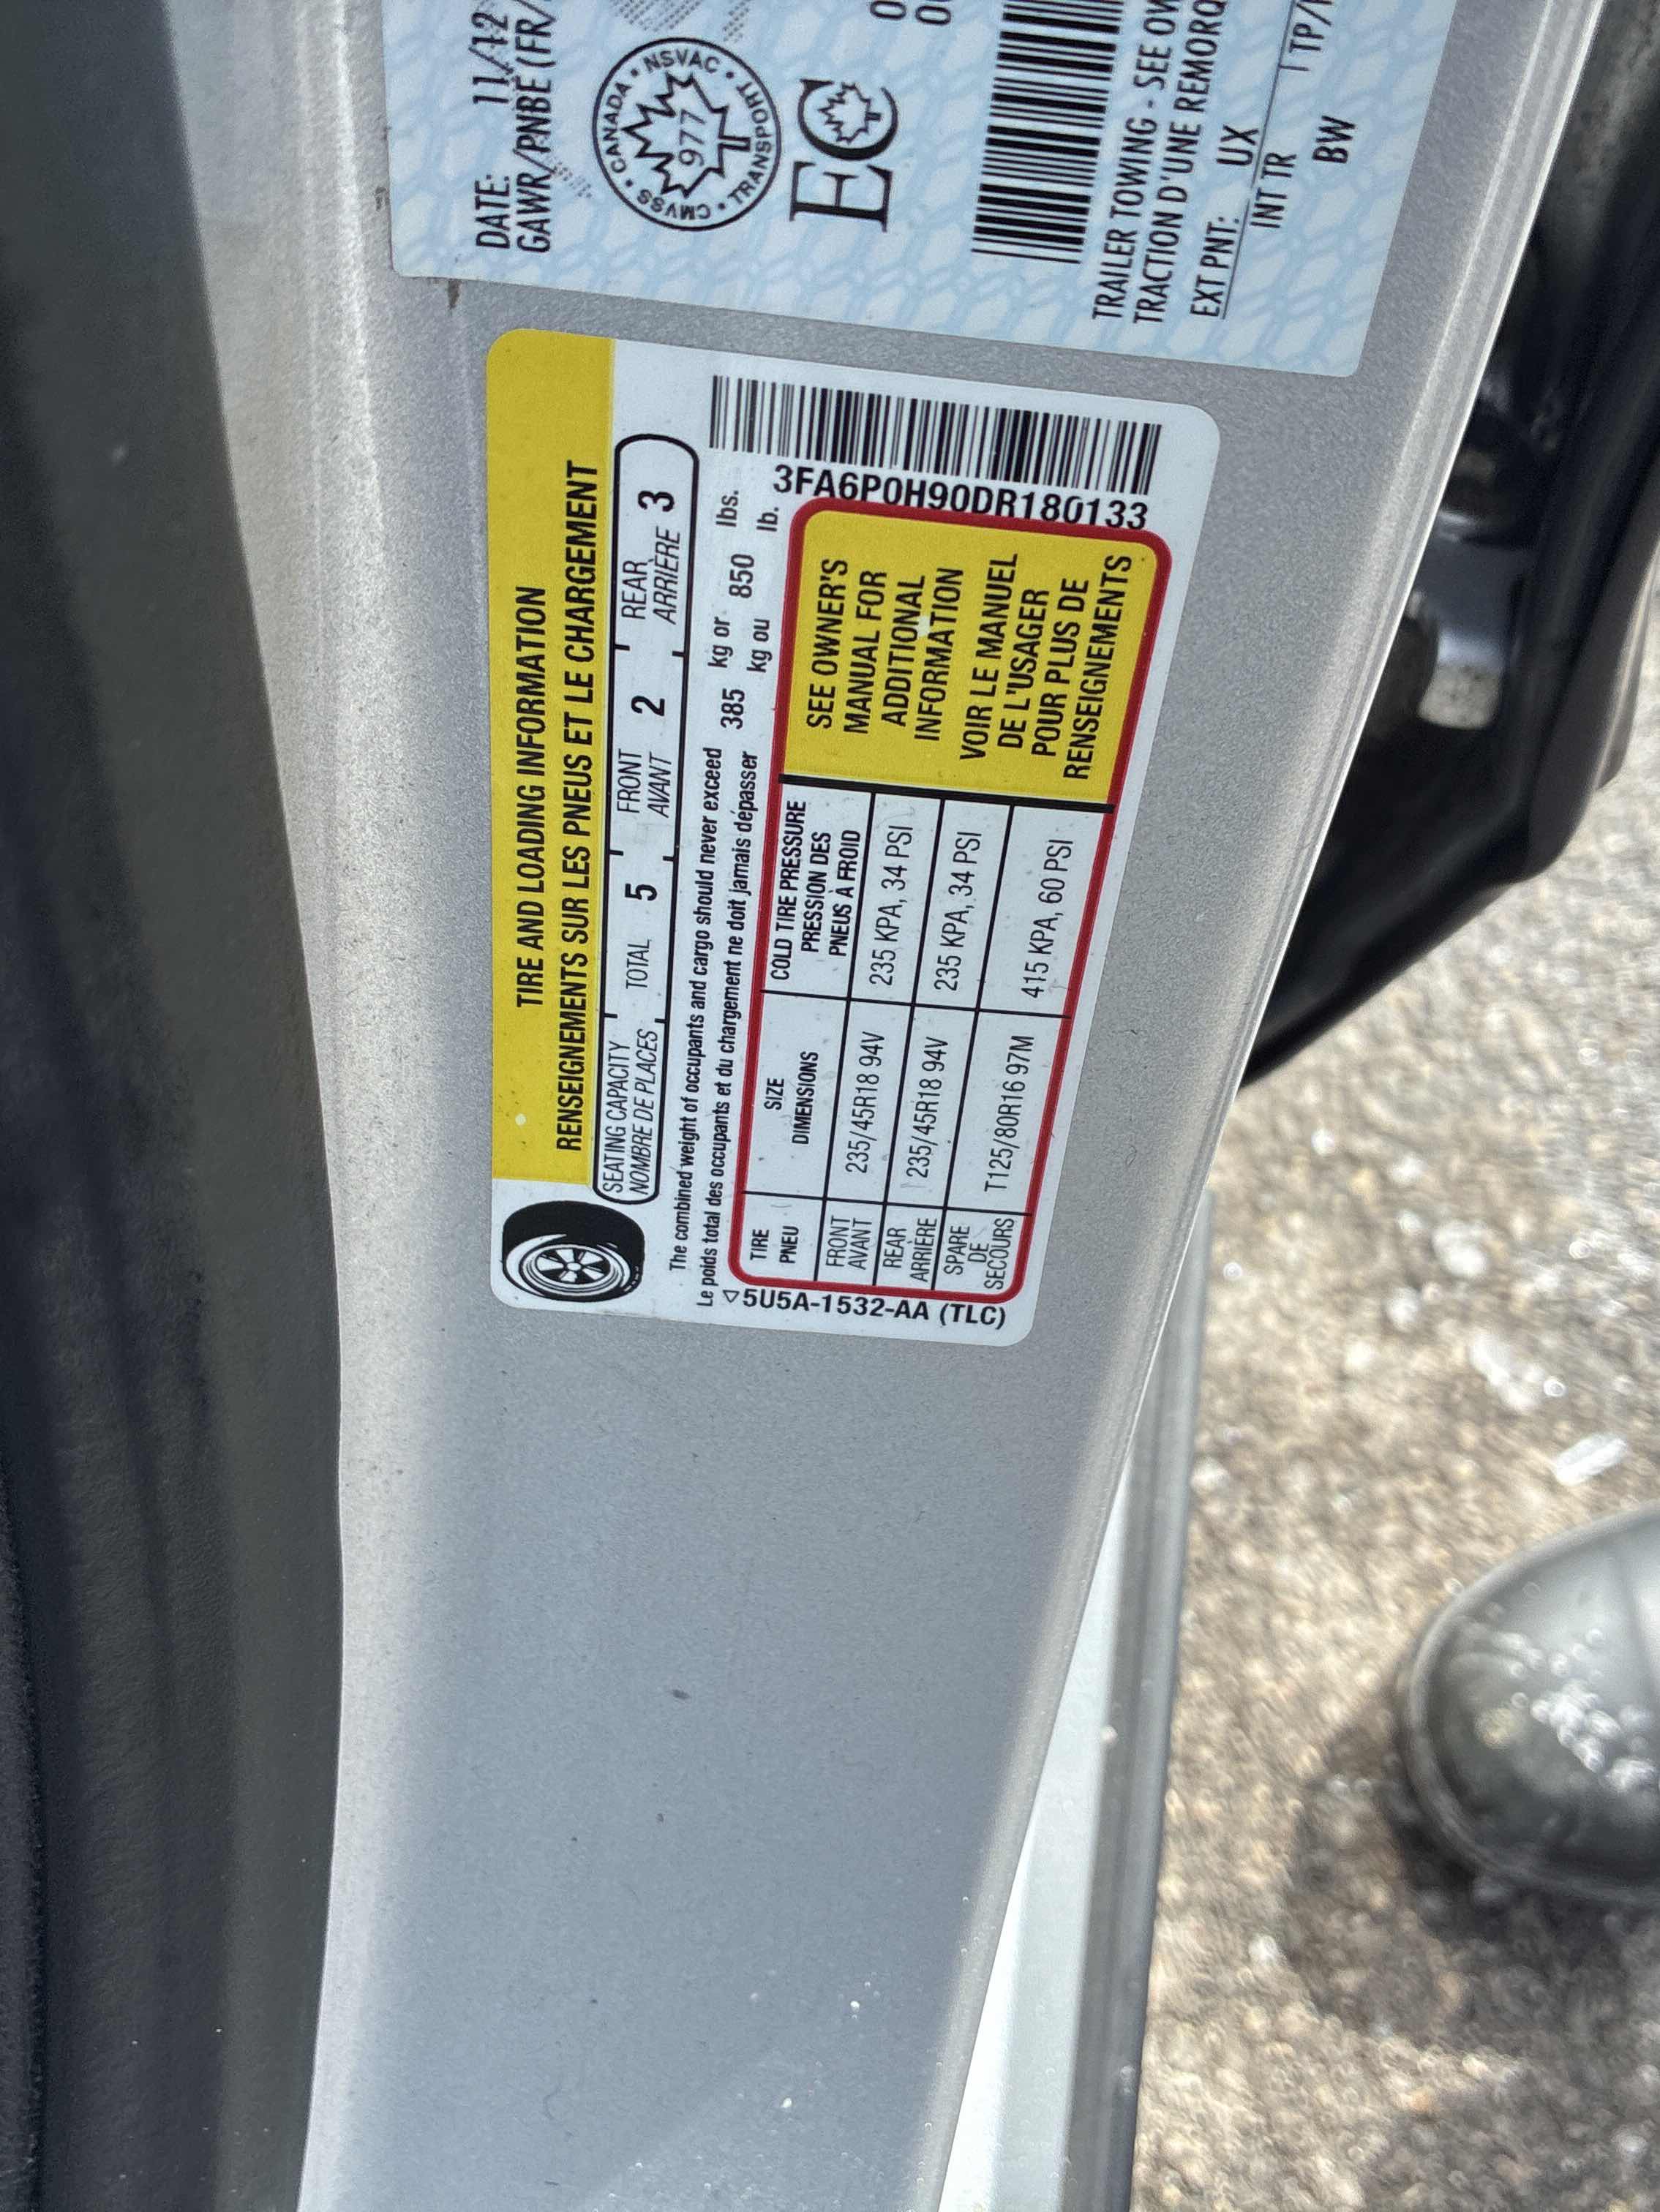 TIRE AND LOADING INFORMATION
RENSEIGNEMENTS SUR LES PNEUS ET LE CHARGEMENT
SEATING CAPACITY
NOMBRE DE PLACES
TOTAL 5
FRONT
AVANT 2
REAR
ARRIÈRE 3
The combined weight of occupants and cargo should never exceed 385 kg or 850 lbs.
Le poids total des occupants et du chargement ne doit jamais dépasser kg ou lb.
TIRE
PNEU
SIZE
DIMENSIONS
COLD TIRE PRESSURE
PRESSION DES
PNEUS À FROID
FRONT
AVANT
235/45R18 94V
235 KPA, 34 PSI
REAR
ARRIÈRE
235/45R18 94V
235 KPA, 34 PSI
SPARE
DE
SECOURS
T125/80R16 97M
415 KPA, 60 PSI
SEE OWNER'S
MANUAL FOR
ADDITIONAL
INFORMATION
VOIR LE MANUEL
DE L'USAGER
POUR PLUS DE
RENSEIGNEMENTS
3FA6P0H90DR180133
5U5A-1532-AA (TLC)
DATE: 11/12
GAWR/PNBE (FR/
CANADA • NSVAC • TRANSPORT • CMVSS •
977
EC
TRAILER TOWING - SEE OW
TRACTION D'UNE REMORQ
EXT PNT: UX
INT TR TP/
BW